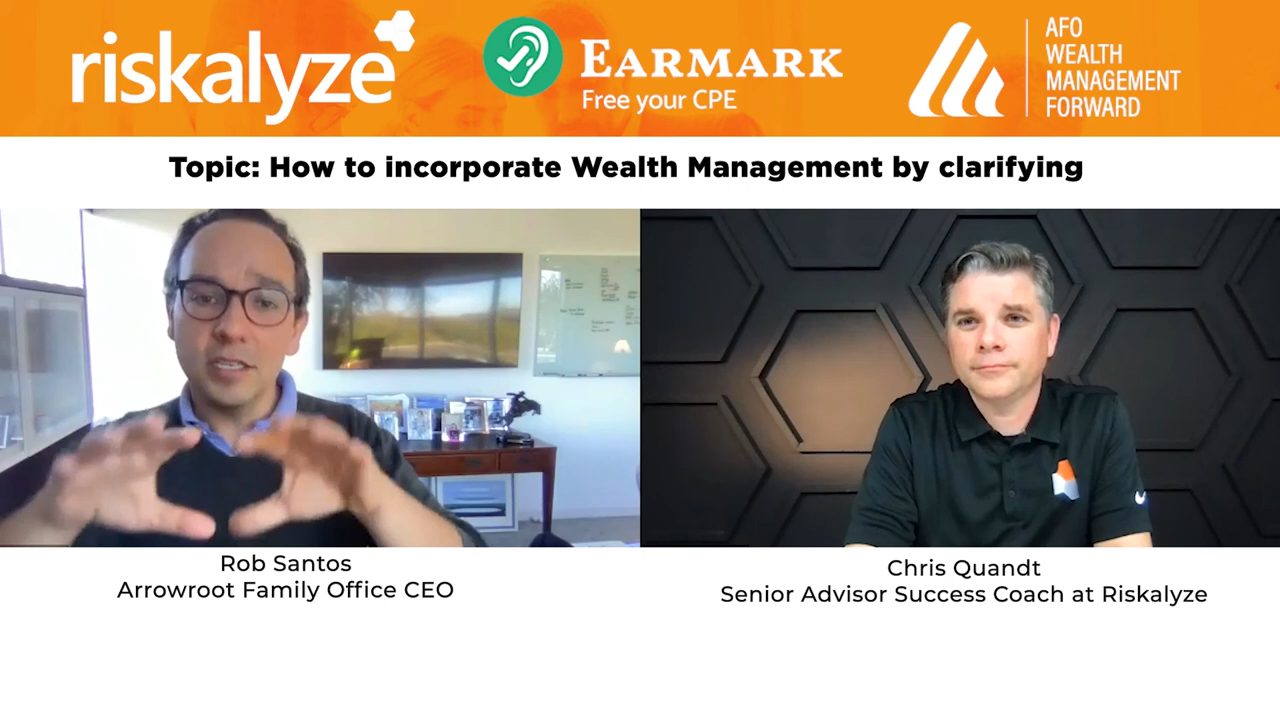 riskalyze
EARMARK
Free your CPE
AFO
WEALTH
MANAGEMENT
FORWARD
Topic: How to incorporate Wealth Management by clarifying
Rob Santos
Arrowroot Family Office CEO
Chris Quandt
Senior Advisor Success Coach at Riskalyze